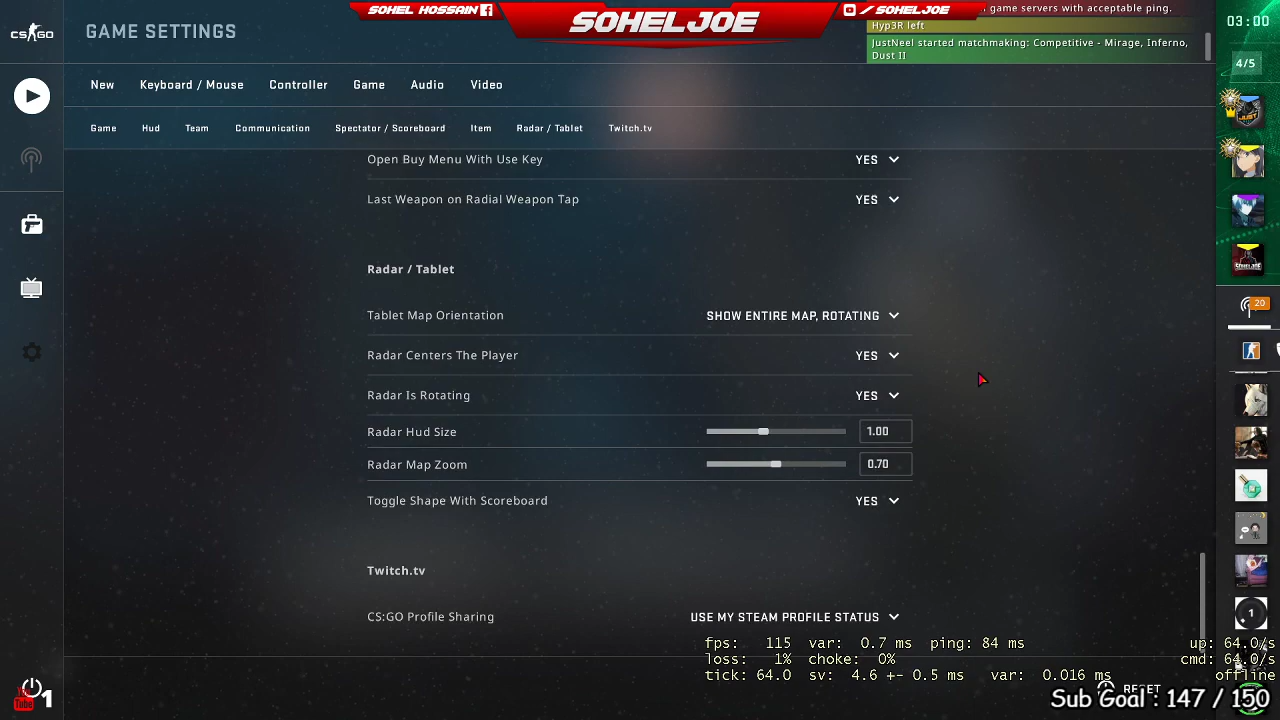 SOHEL HOSSAIN
SOHELJOE
/ SOHELJOE
game servers with acceptable ping.
Hyp3R left
JustNeel started matchmaking: Competitive - Mirage, Inferno,
Dust II
03:00
CS:GO
GAME SETTINGS
4/5
New
Keyboard / Mouse
Controller
Game
Audio
Video
Game
Hud
Team
Communication
Spectator / Scoreboard
Item
Radar / Tablet
Twitch.tv
Open Buy Menu With Use Key
YES
Last Weapon on Radial Weapon Tap
YES
Radar / Tablet
Tablet Map Orientation
SHOW ENTIRE MAP, ROTATING
20
Radar Centers The Player
YES
Radar Is Rotating
YES
Radar Hud Size
1.00
Radar Map Zoom
0.70
Toggle Shape With Scoreboard
YES
Twitch.tv
CS:GO Profile Sharing
USE MY STEAM PROFILE STATUS
1
fps: 115 var: 0.7 ms ping: 84 ms up: 64.0/s
loss: 1% choke: 0% cmd: 64.0/s
tick: 64.0 sv: 4.6 +- 0.5 ms var: 0.016 ms offline
RESET
You Tube
1
Sub Goal : 147 / 150